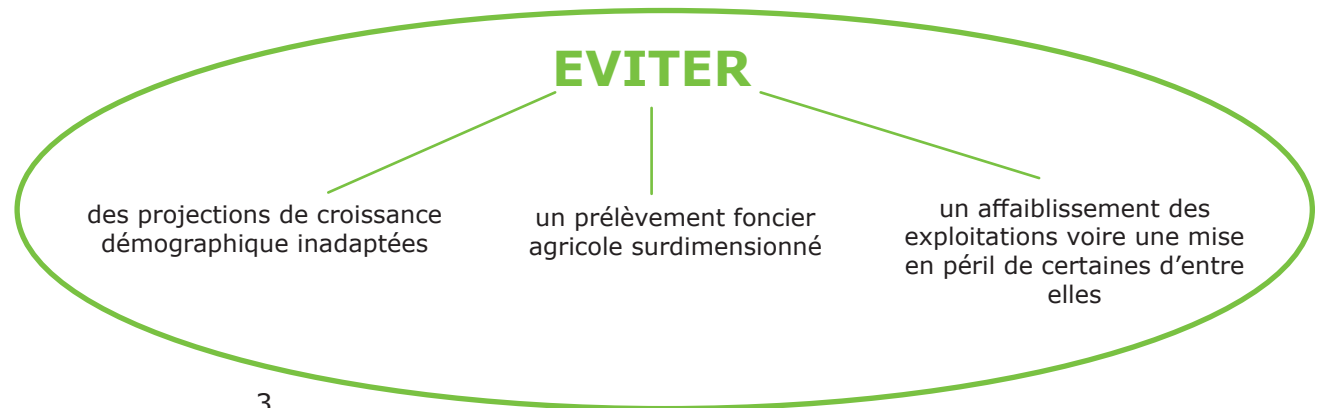 EVITER
des projections de croissance
démographique inadaptées
un prélèvement foncier
agricole surdimensionné
un affaiblissement des
exploitations voire une mise
en péril de certaines d’entre
elles
3